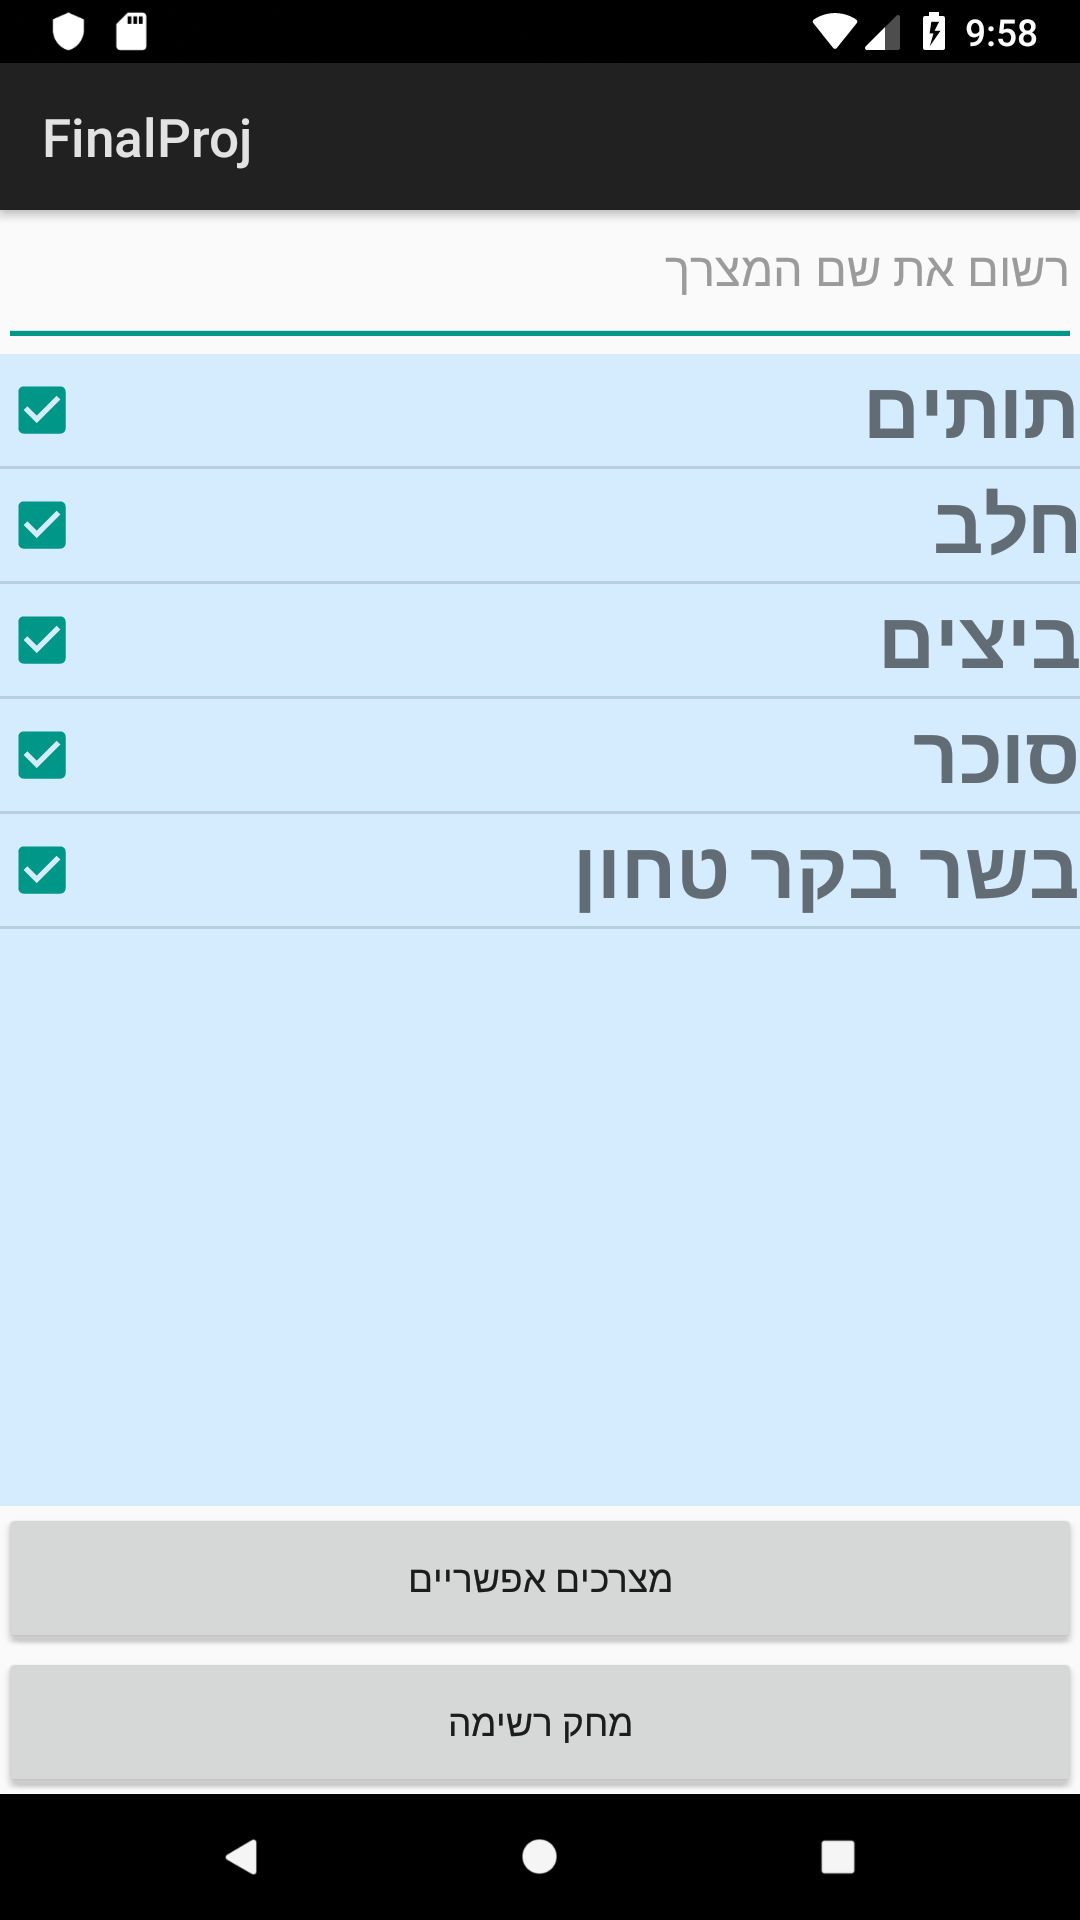 9:58
FinalProj
רשום את שם המצרך
תותים
חלב
ביצים
סוכר
בשר בקר טחון
מצרכים אפשריים
מחק רשימה